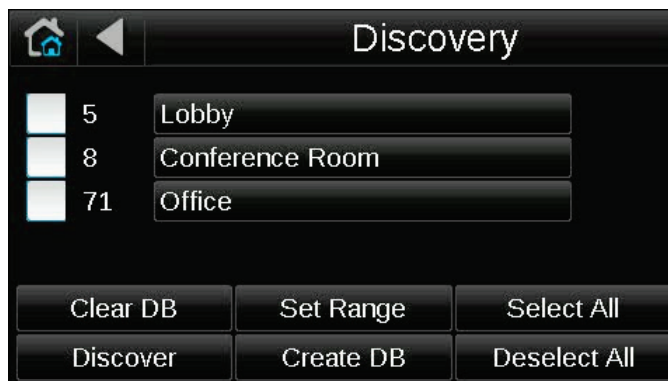 Discovery
5 Lobby
8 Conference Room
71 Office
Clear DB Set Range Select All
Discover Create DB Deselect All